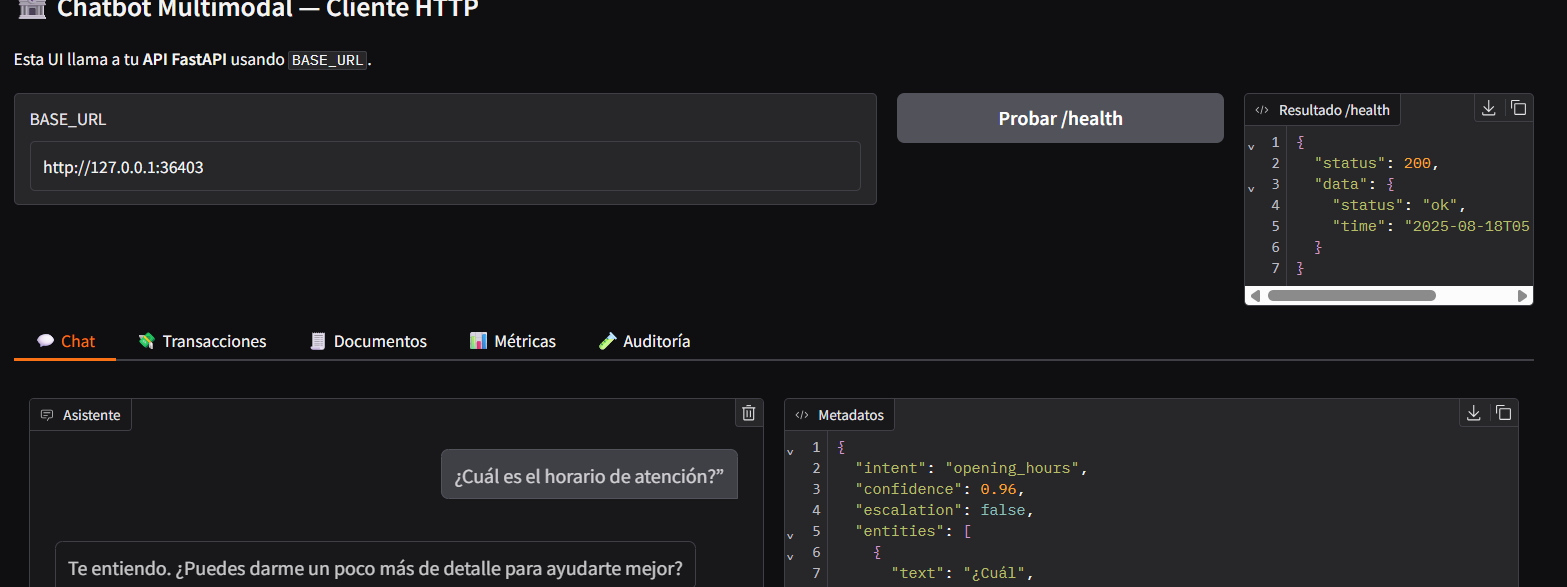 Chatbot Multimodal — Cliente HTTP
Esta UI llama a tu API FastAPI usando BASE_URL.
BASE_URL
http://127.0.0.1:36403
Probar /health
Resultado /health
1 {
2 "status": 200,
3 "data": {
4 "status": "ok",
5 "time": "2025-08-18T05
6 }
7 }
Chat
Transacciones
Documentos
Métricas
Auditoría
Asistente
¿Cuál es el horario de atención?”
Te entiendo. ¿Puedes darme un poco más de detalle para ayudarte mejor?
Metadatos
1 {
2 "intent": "opening_hours",
3 "confidence": 0.96,
4 "escalation": false,
5 "entities": [
6 {
7 "text": "¿Cuál",